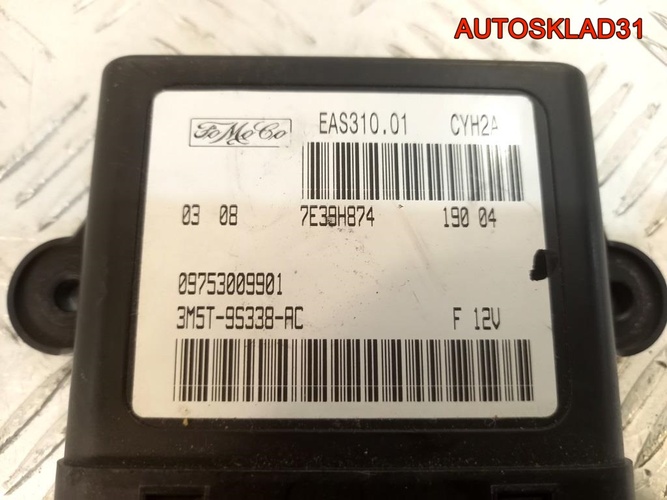 AUTOSKLAD31
FoMoCo EAS310.01 CYH2A
03 08 7E39H874 190 04
09753009901
3M5T-9S338-AC F 12V